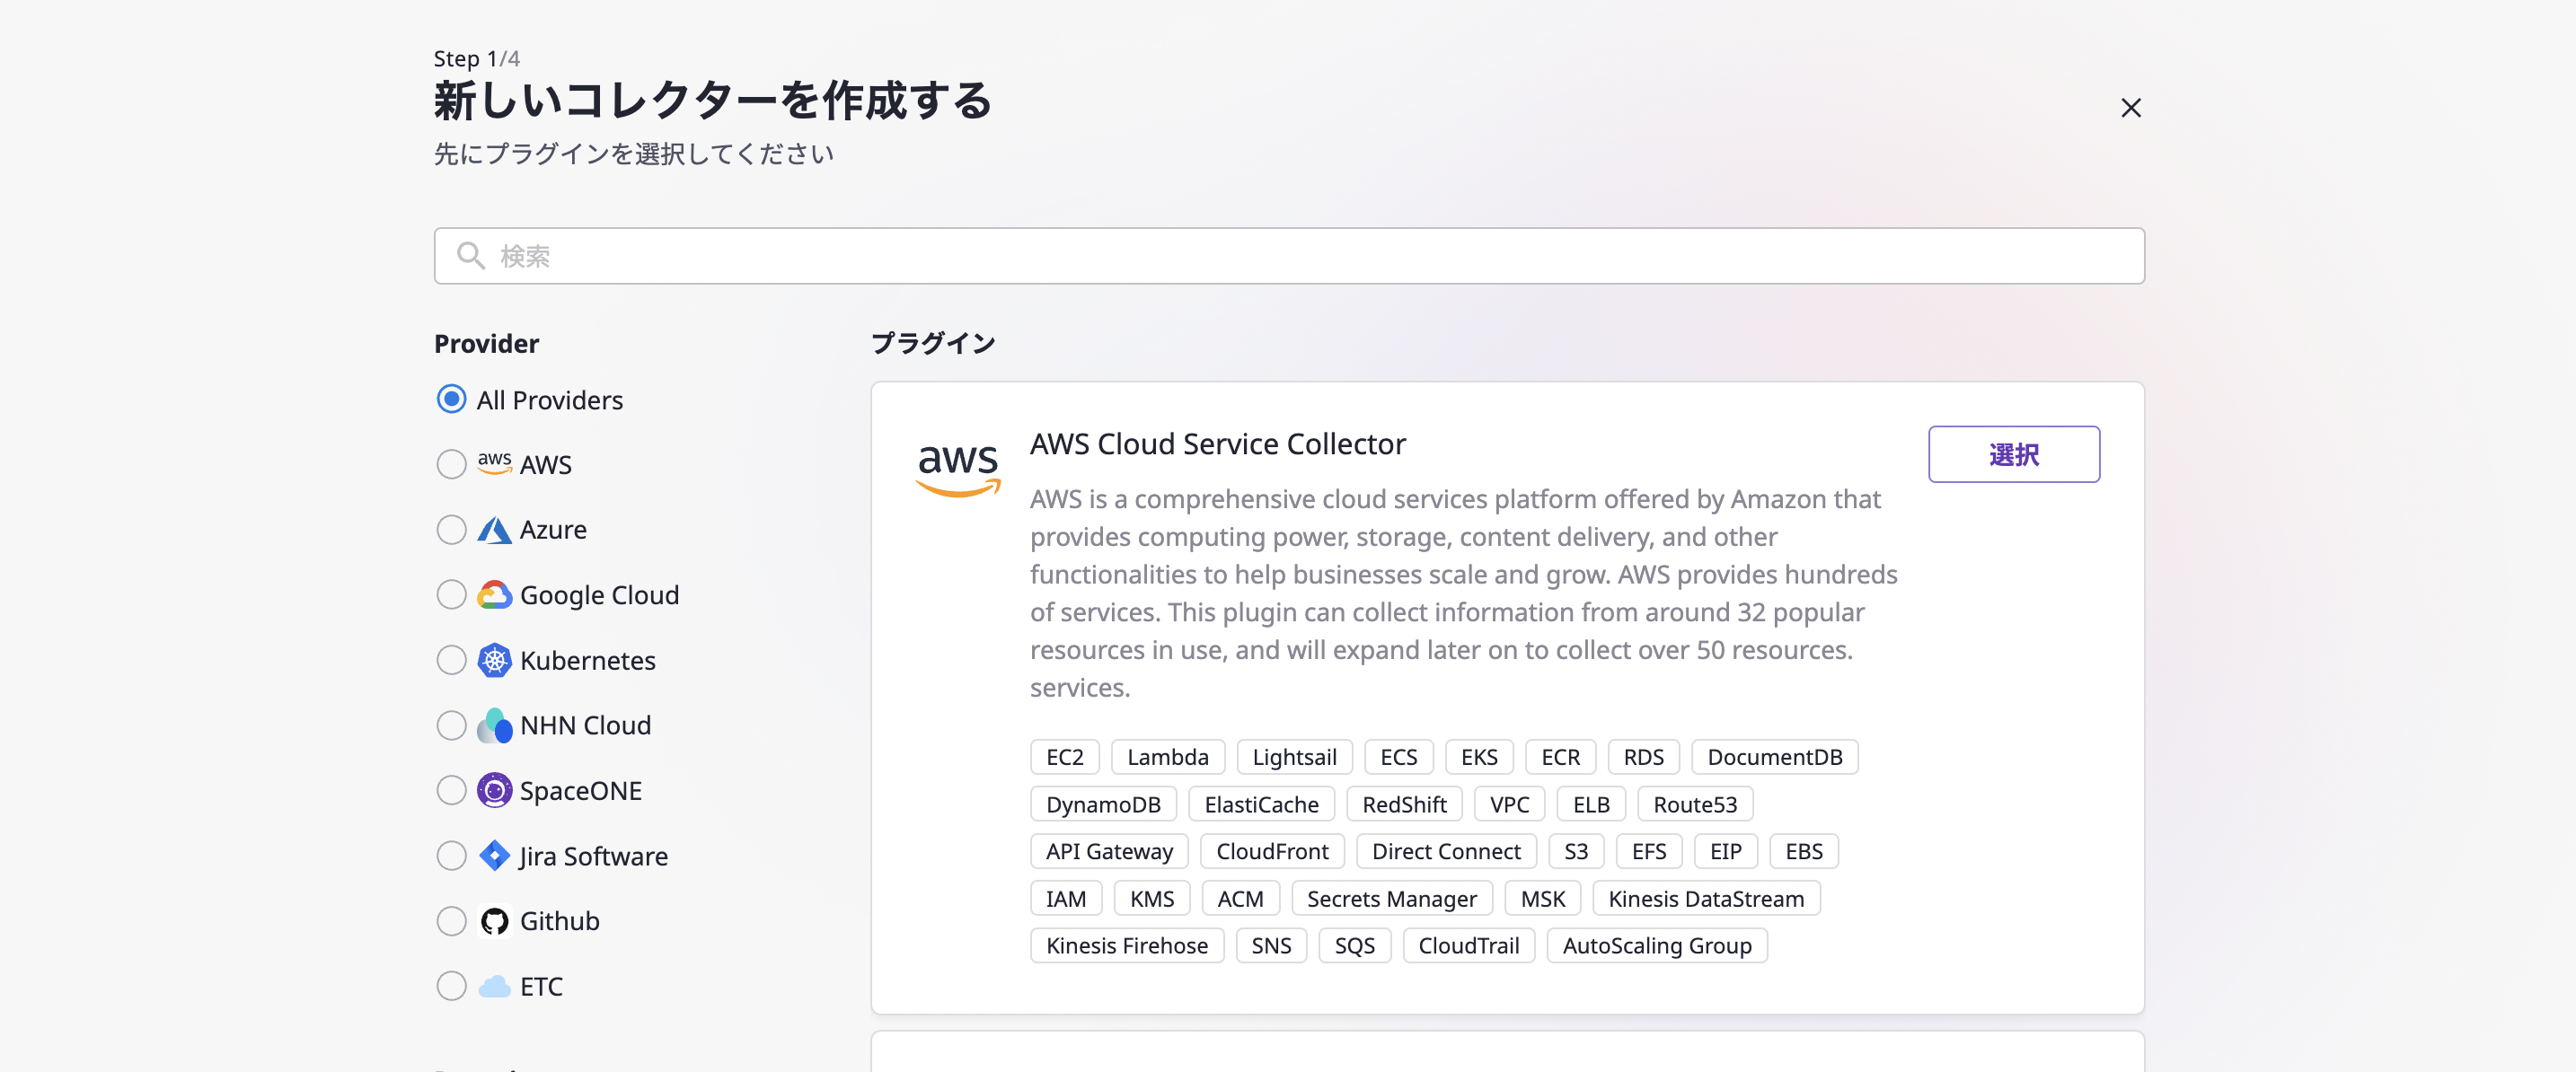 Step 1/4
新しいコレクターを作成する
先にプラグインを選択してください
検索
Provider
All Providers
aws AWS
Azure
Google Cloud
Kubernetes
NHN Cloud
SpaceONE
Jira Software
Github
ETC
プラグイン
aws
AWS Cloud Service Collector
選択
AWS is a comprehensive cloud services platform offered by Amazon that
provides computing power, storage, content delivery, and other
functionalities to help businesses scale and grow. AWS provides hundreds
of services. This plugin can collect information from around 32 popular
resources in use, and will expand later on to collect over 50 resources.
services.
EC2 Lambda Lightsail ECS EKS ECR RDS DocumentDB
DynamoDB ElastiCache RedShift VPC ELB Route53
API Gateway CloudFront Direct Connect S3 EFS EIP EBS
IAM KMS ACM Secrets Manager MSK Kinesis DataStream
Kinesis Firehose SNS SQS CloudTrail AutoScaling Group